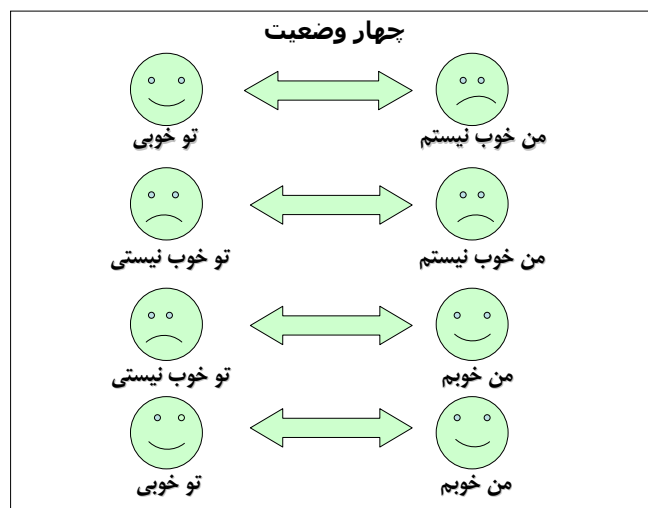 چهار وضعیت
من خوب نیستم
تو خوبی
من خوب نیستم
تو خوب نیستی
من خوبم
تو خوب نیستی
من خوبم
تو خوبی